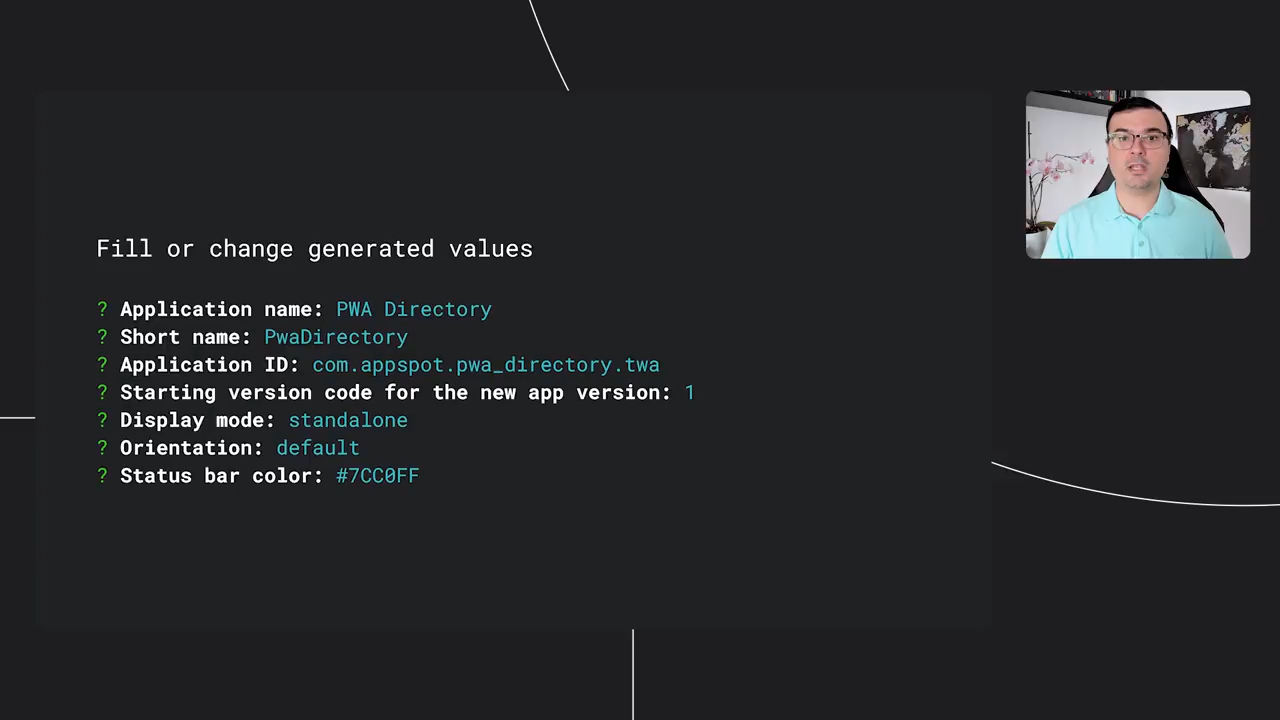 Fill or change generated values
? Application name: PWA Directory
? Short name: PwaDirectory
? Application ID: com.appspot.pwa_directory.twa
? Starting version code for the new app version: 1
? Display mode: standalone
? Orientation: default
? Status bar color: #7CC0FF